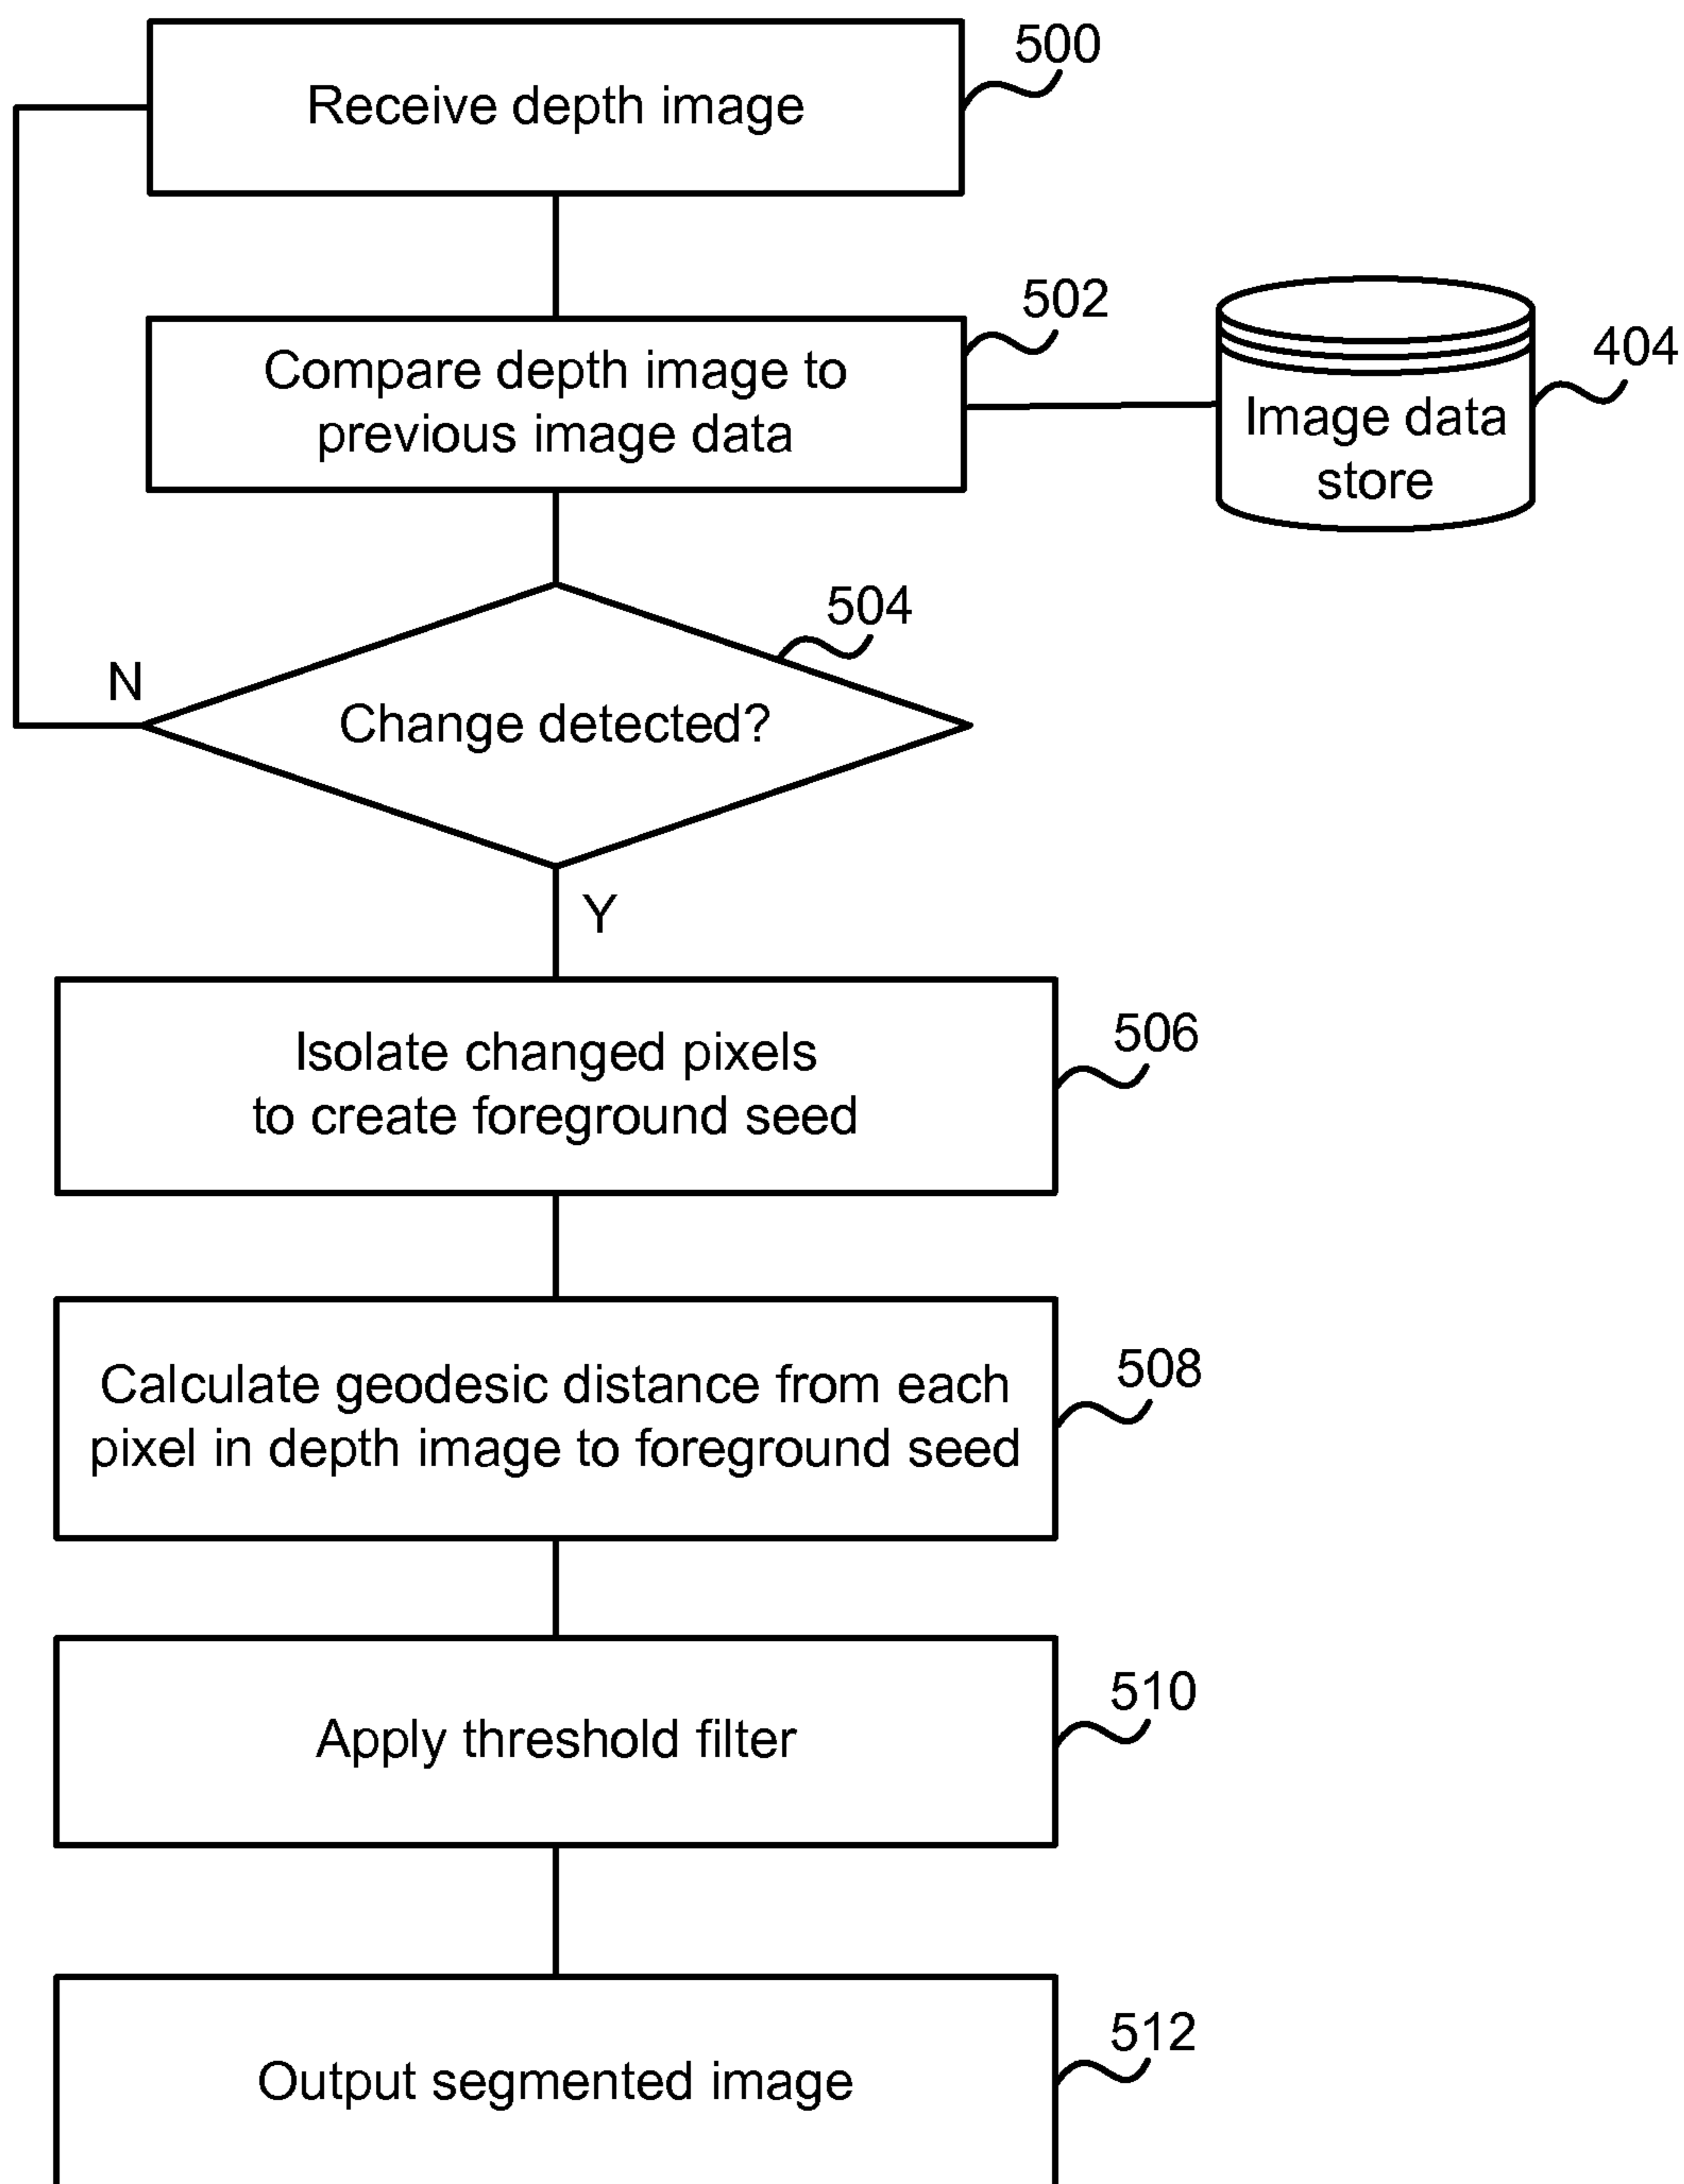 500
Receive depth image
502
Compare depth image to
previous image data
404
Image data
store
504
N
Change detected?
Y
Isolate changed pixels
to create foreground seed
506
Calculate geodesic distance from each
pixel in depth image to foreground seed
508
510
Apply threshold filter
512
Output segmented image